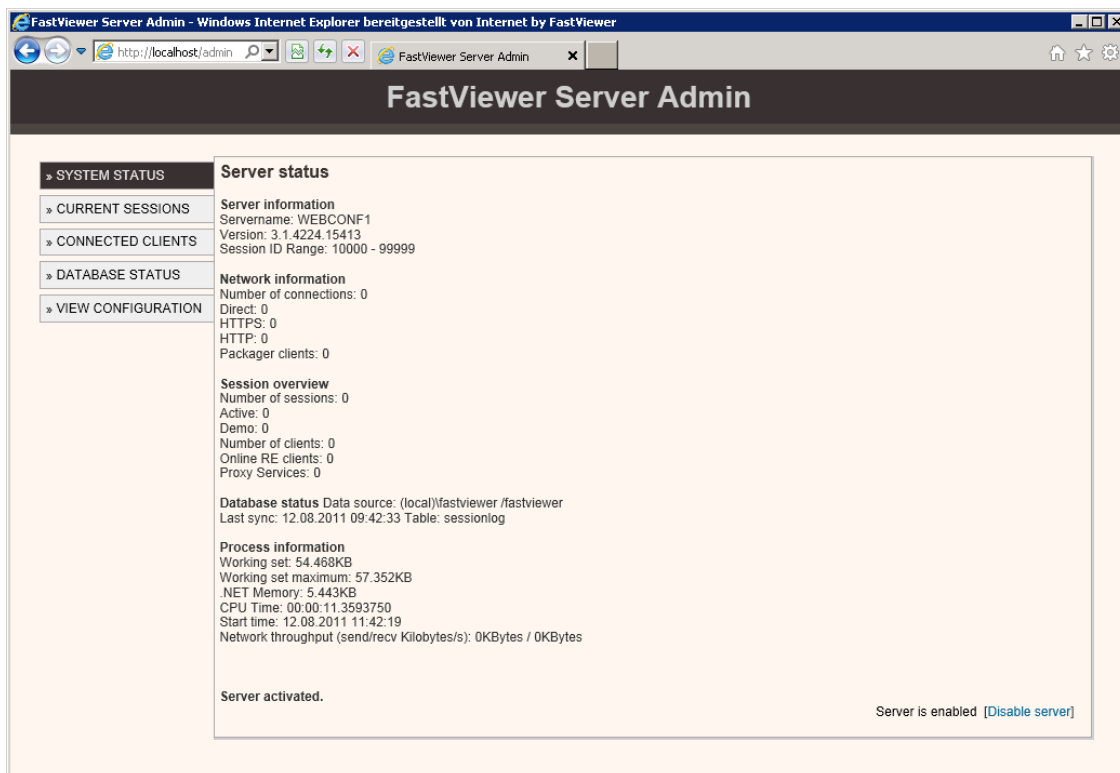 FastViewer Server Admin - Windows Internet Explorer bereitgestellt von Internet by FastViewer
http://localhost/admin
FastViewer Server Admin
FastViewer Server Admin
» SYSTEM STATUS
» CURRENT SESSIONS
» CONNECTED CLIENTS
» DATABASE STATUS
» VIEW CONFIGURATION
Server status
Server information
Servername: WEBCONF1
Version: 3.1.4224.15413
Session ID Range: 10000 - 99999
Network information
Number of connections: 0
Direct: 0
HTTPS: 0
HTTP: 0
Packager clients: 0
Session overview
Number of sessions: 0
Active: 0
Demo: 0
Number of clients: 0
Online RE clients: 0
Proxy Services: 0
Database status Data source: (local)\fastviewer /fastviewer
Last sync: 12.08.2011 09:42:33 Table: sessionlog
Process information
Working set: 54.468KB
Working set maximum: 57.352KB
.NET Memory: 5.443KB
CPU Time: 00:00:11.3593750
Start time: 12.08.2011 11:42:19
Network throughput (send/recv Kilobytes/s): 0KBytes / 0KBytes
Server activated.
Server is enabled [Disable server]